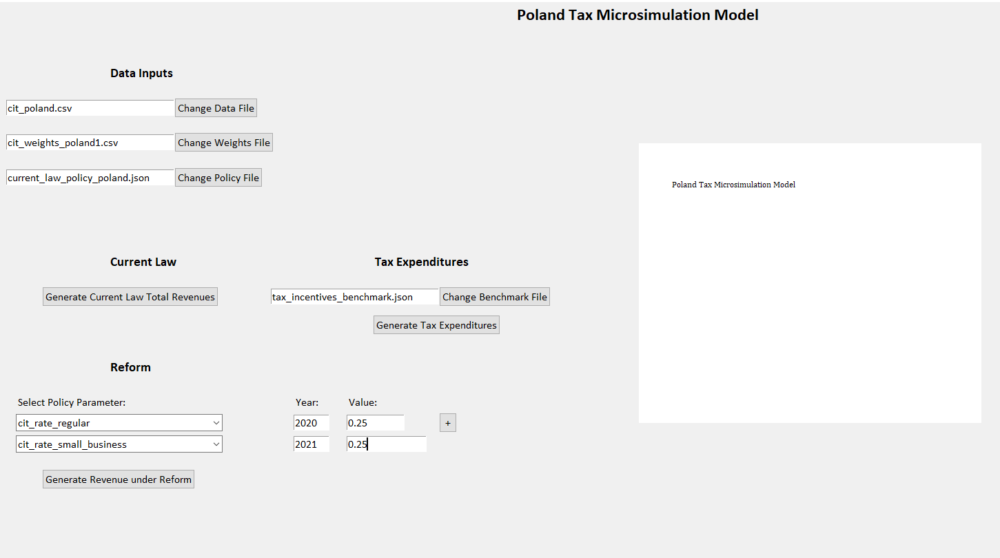 Poland Tax Microsimulation Model
Data Inputs
cit_poland.csv Change Data File
cit_weights_poland1.csv Change Weights File
current_law_policy_poland.json Change Policy File
Poland Tax Microsimulation Model
Current Law Tax Expenditures
Generate Current Law Total Revenues tax_incentives_benchmark.json Change Benchmark File
Generate Tax Expenditures
Reform
Select Policy Parameter: Year: Value:
cit_rate_regular 2020 0.25 +
cit_rate_small_business 2021 0.25
Generate Revenue under Reform